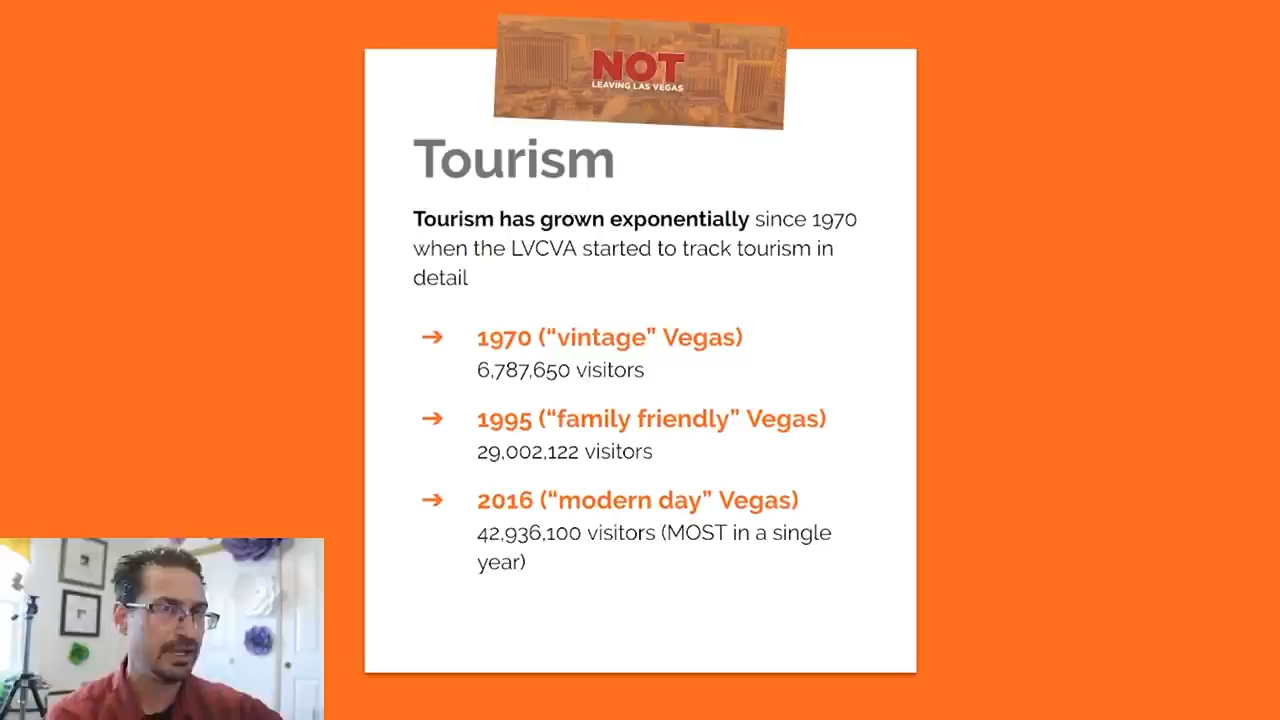 NOT
LEAVING LAS VEGAS
Tourism
Tourism has grown exponentially since 1970
when the LVCVA started to track tourism in
detail
➔ 1970 (“vintage” Vegas)
6,787,650 visitors
➔ 1995 (“family friendly” Vegas)
29,002,122 visitors
➔ 2016 (“modern day” Vegas)
42,936,100 visitors (MOST in a single
year)